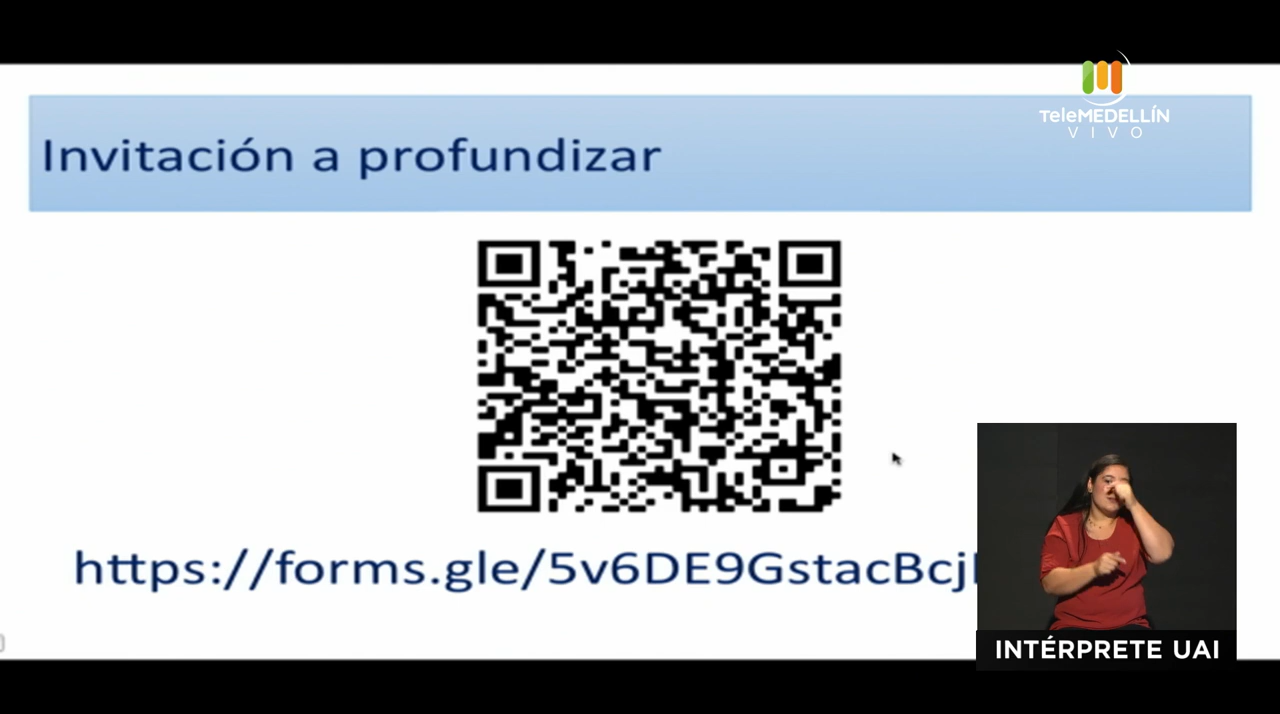 TeleMEDELLÍN
VIVO
Invitación a profundizar
https://forms.gle/5v6DE9GstacBcj
INTÉRPRETE UAI